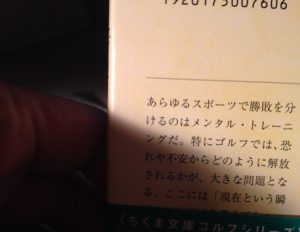 1920175007606
あらゆるスポーツで勝敗を分
けるのはメンタル・トレーニ
ングだ。特にゴルフでは、恐
れや不安からどのように解放
されるかが、大きな問題とな
る。ここには「現在という瞬
くちくま文庫ゴルフシリーズ